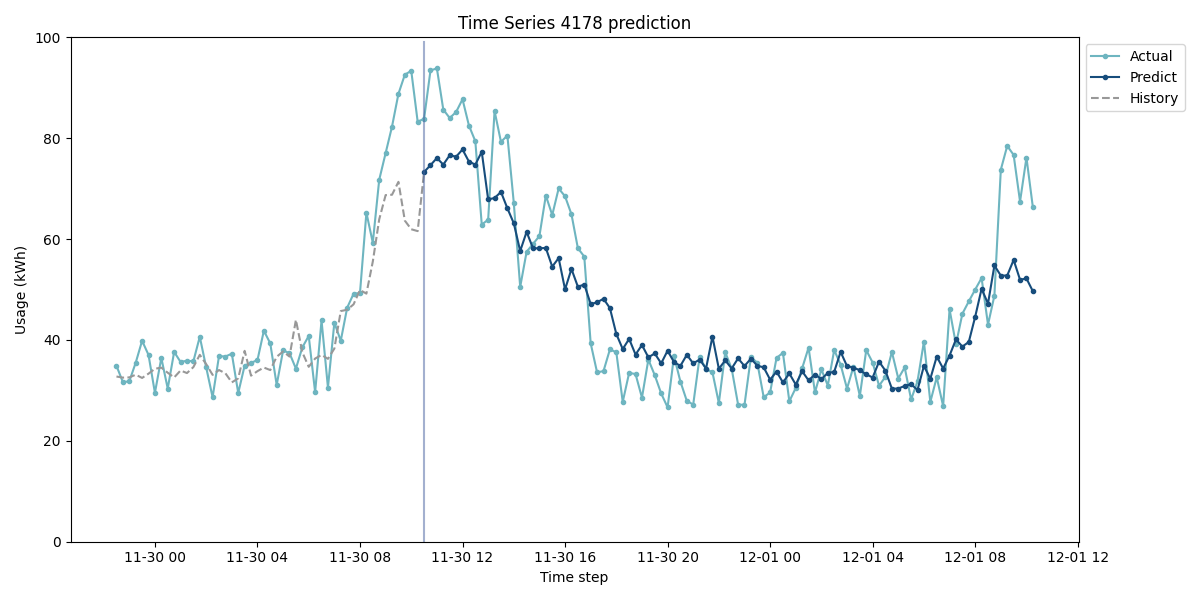 Time Series 4178 prediction
Usage (kWh)
100
80
60
40
20
0
11-30 00
11-30 04
11-30 08
11-30 12
11-30 16
11-30 20
12-01 00
12-01 04
12-01 08
12-01 12
Time step
Actual
Predict
History